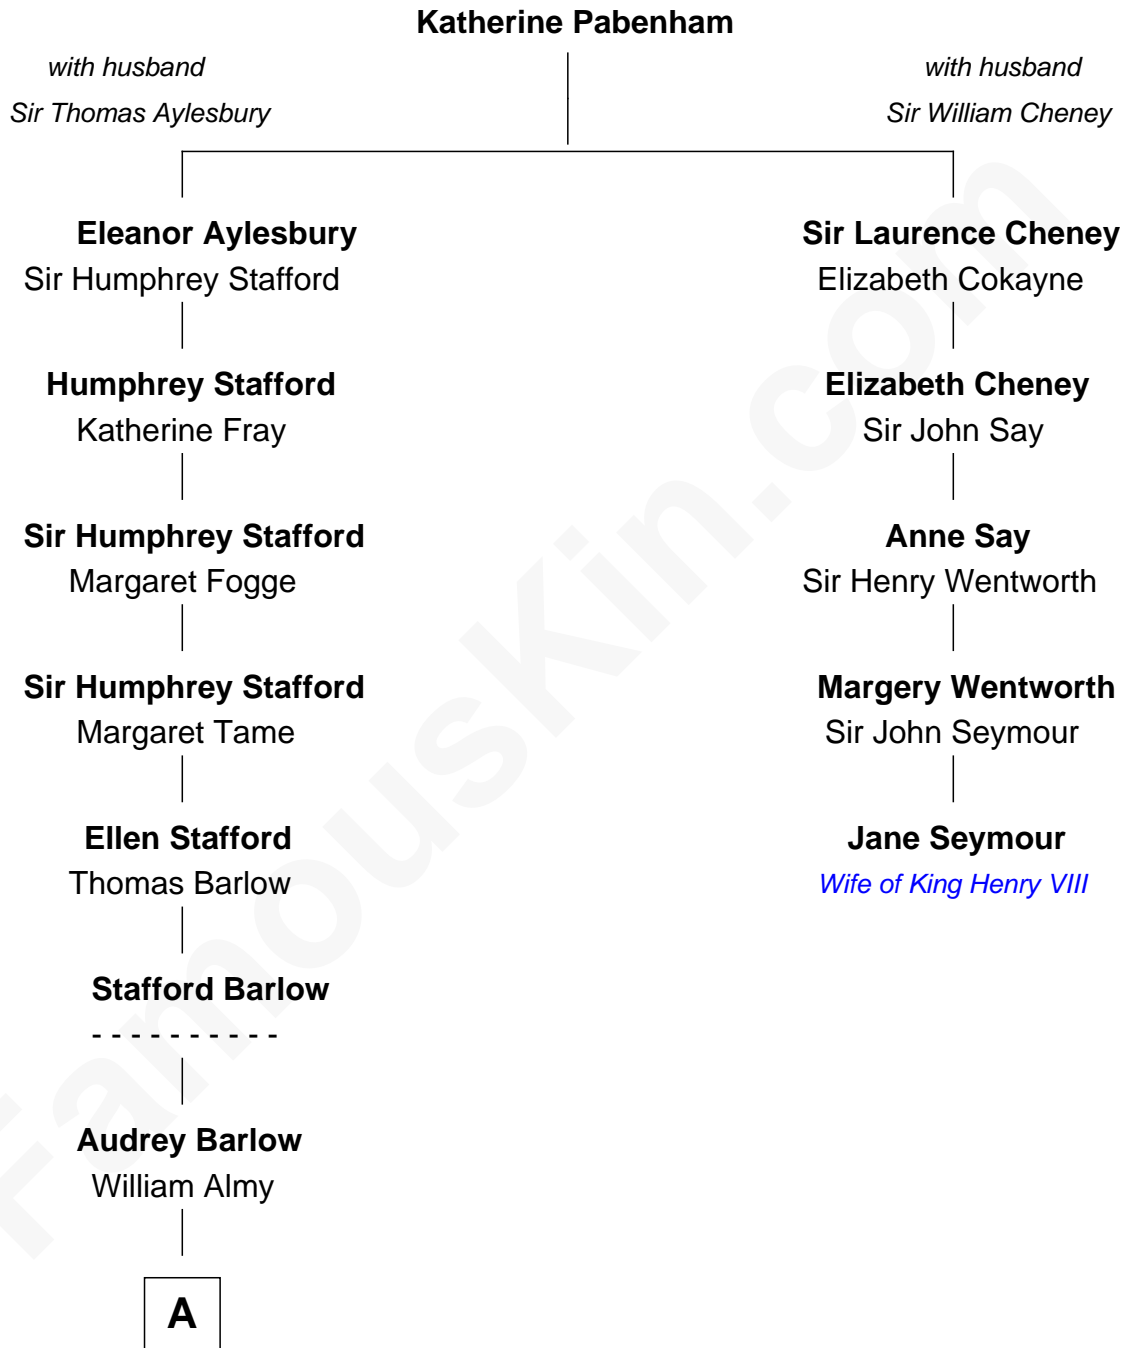 Katherine Pabenham
with husband
Sir Thomas Aylesbury
with husband
Sir William Cheney
Eleanor Aylesbury
Sir Humphrey Stafford
Sir Laurence Cheney
Elizabeth Cokayne
Humphrey Stafford
Katherine Fray
Elizabeth Cheney
Sir John Say
Sir Humphrey Stafford
Margaret Fogge
Anne Say
Sir Henry Wentworth
Sir Humphrey Stafford
Margaret Tame
Margery Wentworth
Sir John Seymour
Ellen Stafford
Thomas Barlow
Jane Seymour
Wife of King Henry VIII
Stafford Barlow
- - - - - - - - - -
Audrey Barlow
William Almy
A
FamousKin.com